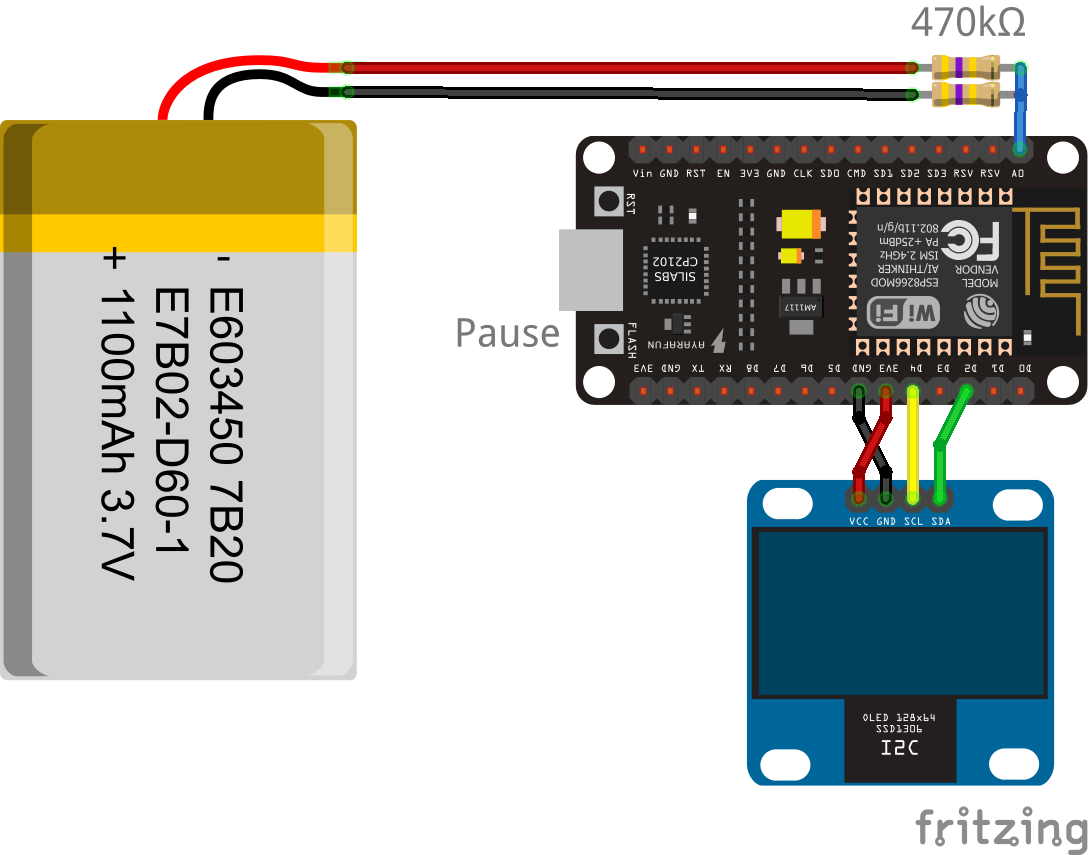 470kΩ
Vin GND RST EN 3V3 GND CLK SD0 CMD SD1 SD2 SD3 RSV RSV A0
RST
SILABS
CP2102
AM1117
802.11b/g/n
PA +25dBm
ISM 2.4GHz
AI/THINKER
ESP8266MOD
FC
VENDOR
MODEL
Wi Fi
Pause
FLASH
AYARAFUN
3V3 GND TX RX D8 D7 D6 D5 GND 3V3 D4 D3 D2 D1 D0
- E603450 7B20
E7B02-D60-1
+ 1100mAh 3.7V
VCC GND SCL SDA
OLED 128x64
SSD1306
I2C
fritzing